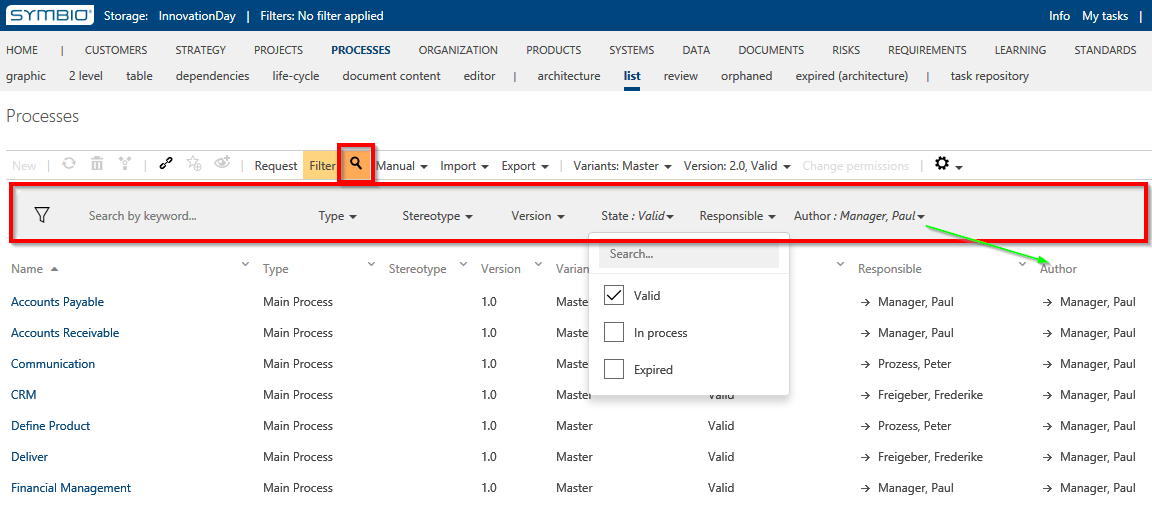 SYMBIO Storage: InnovationDay | Filters: No filter applied Info | My tasks |
HOME | CUSTOMERS STRATEGY PROJECTS PROCESSES ORGANIZATION PRODUCTS SYSTEMS DATA DOCUMENTS RISKS REQUIREMENTS LEARNING STANDARDS
graphic 2 level table dependencies life-cycle document content editor | architecture list review orphaned expired (architecture) | task repository
Processes
New Request Filter Manual Import Export Variants: Master Version: 2.0, Valid Change permissions
Search by keyword... Type Stereotype Version State : Valid Responsible Author : Manager, Paul
Search...
Valid
In process
Expired
Name Type Stereotype Version Varian Responsible Author
Accounts Payable Main Process 1.0 Master Manager, Paul Manager, Paul
Accounts Receivable Main Process 1.0 Master Manager, Paul Manager, Paul
Communication Main Process 1.0 Master Prozess, Peter Manager, Paul
CRM Main Process 1.0 Master Valid Freigeber, Frederike Manager, Paul
Define Product Main Process 1.0 Master Valid Prozess, Peter Manager, Paul
Deliver Main Process 1.0 Master Valid Freigeber, Frederike Manager, Paul
Financial Management Main Process 1.0 Master Valid Manager, Paul Manager, Paul